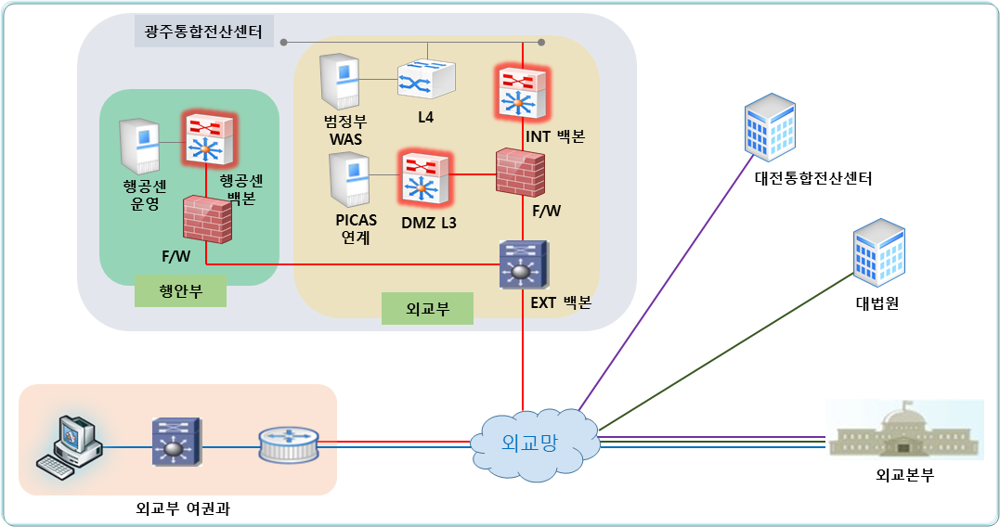 광주통합전산센터
범정부
WAS
L4
INT 백본
행공센
운영
행공센
백본
F/W
행안부
PICAS
연계
DMZ L3
F/W
EXT 백본
외교부
대전통합전산센터
대법원
외교망
외교본부
외교부 여권과